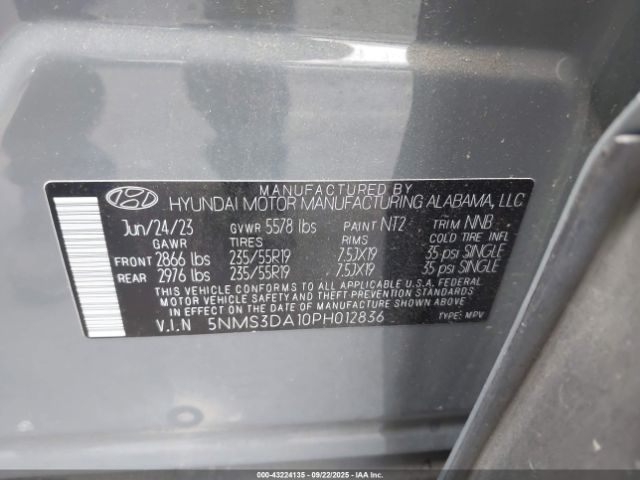 MANUFACTURED BY
HYUNDAI MOTOR MANUFACTURING ALABAMA, LLC
Jun/24/23 GVWR 5578 lbs PAINT NT2 TRIM NNB
GAWR TIRES RIMS COLD TIRE INFL
FRONT 2866 lbs 235/55R19 7.5JX19 35 psi SINGLE
REAR 2976 lbs 235/55R19 7.5JX19 35 psi SINGLE
THIS VEHICLE CONFORMS TO ALL APPLICABLE U.S.A. FEDERAL
MOTOR VEHICLE SAFETY, BUMPER, AND THEFT PREVENTION
STANDARDS IN EFFECT ON THE DATE OF MANUFACTURE SHOWN ABOVE.
V.I.N 5NMS3DA10PH012836 TYPE: MPV
000-43224135 - 09/22/2025 - IAAI.com